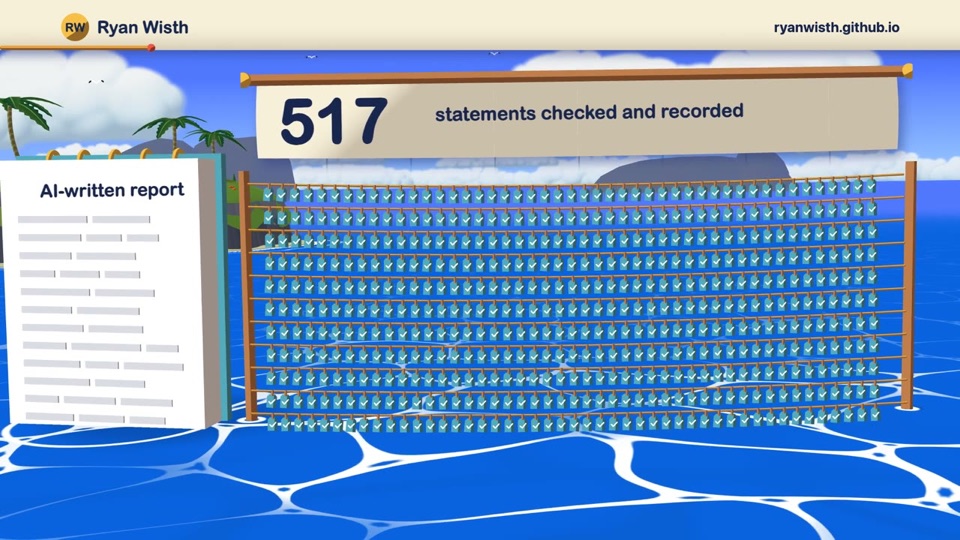 RW Ryan Wisth
ryanwisth.github.io
517 statements checked and recorded
AI-written report